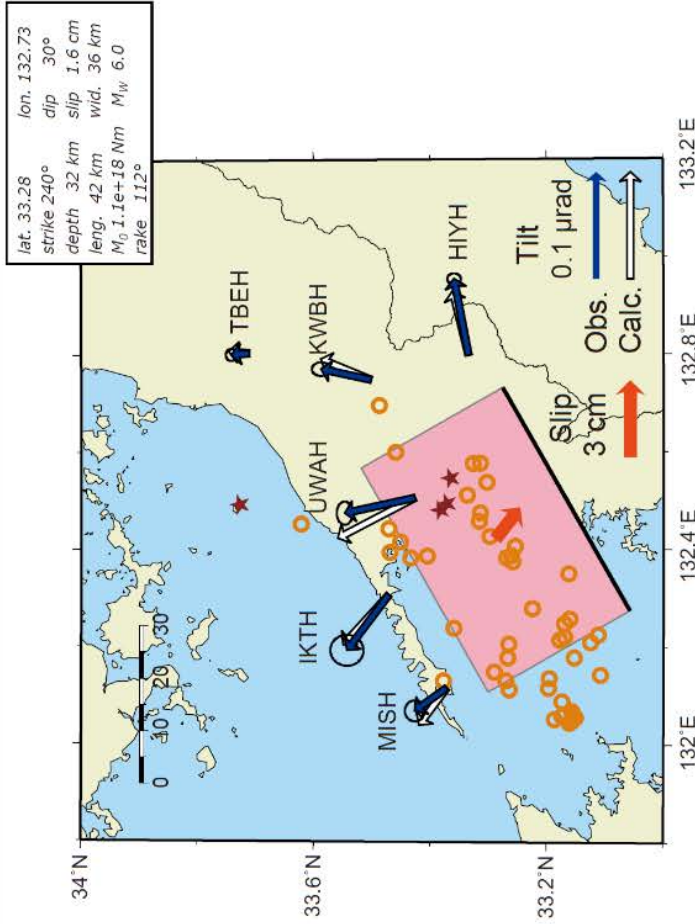 lat. 33.28 lon. 132.73
strike 240° dip 30°
depth 32 km slip 1.6 cm
leng. 42 km wid. 36 km
M₀ 1.1e+18 Nm Mw 6.0
rake 112°
34˚N
33.6˚N
33.2˚N
0 10 20 30
TBEH
KWBH
UWAH
HIYH
IKTH
MISH
Slip
3 cm
Tilt
0.1 μrad
Obs.
Calc.
132˚E
132.4˚E
132.8˚E
133.2˚E